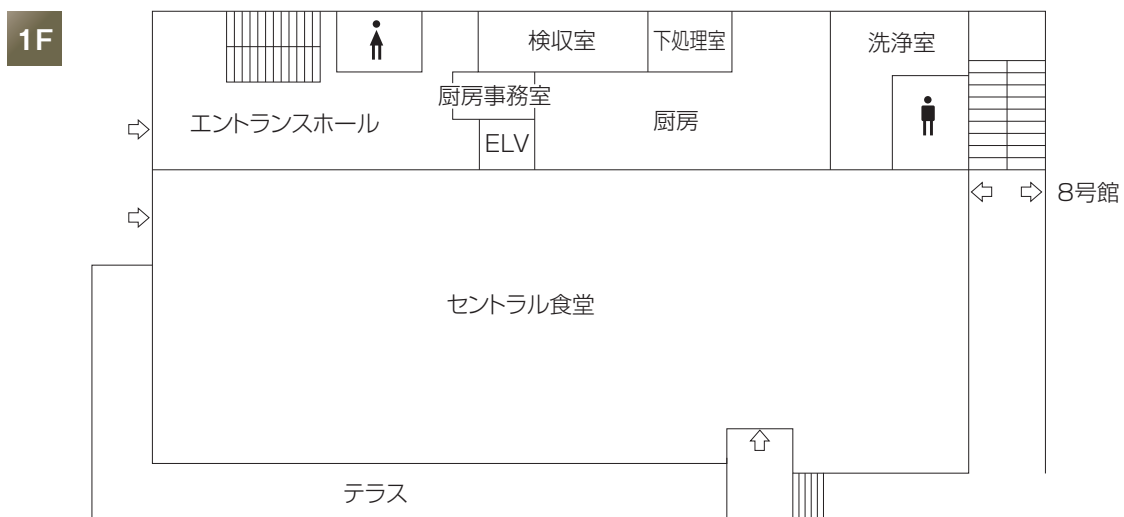 1F
検収室
下処理室
洗浄室
厨房事務室
エントランスホール
厨房
ELV
8号館
セントラル食堂
テラス